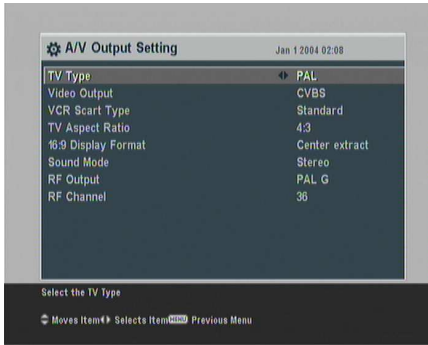 A/V Output Setting Jan 1 2004 02:08
TV Type PAL
Video Output CVBS
VCR Scart Type Standard
TV Aspect Ratio 4:3
16:9 Display Format Center extract
Sound Mode Stereo
RF Output PAL G
RF Channel 36
Select the TV Type
Moves Item Selects Item MENU Previous Menu